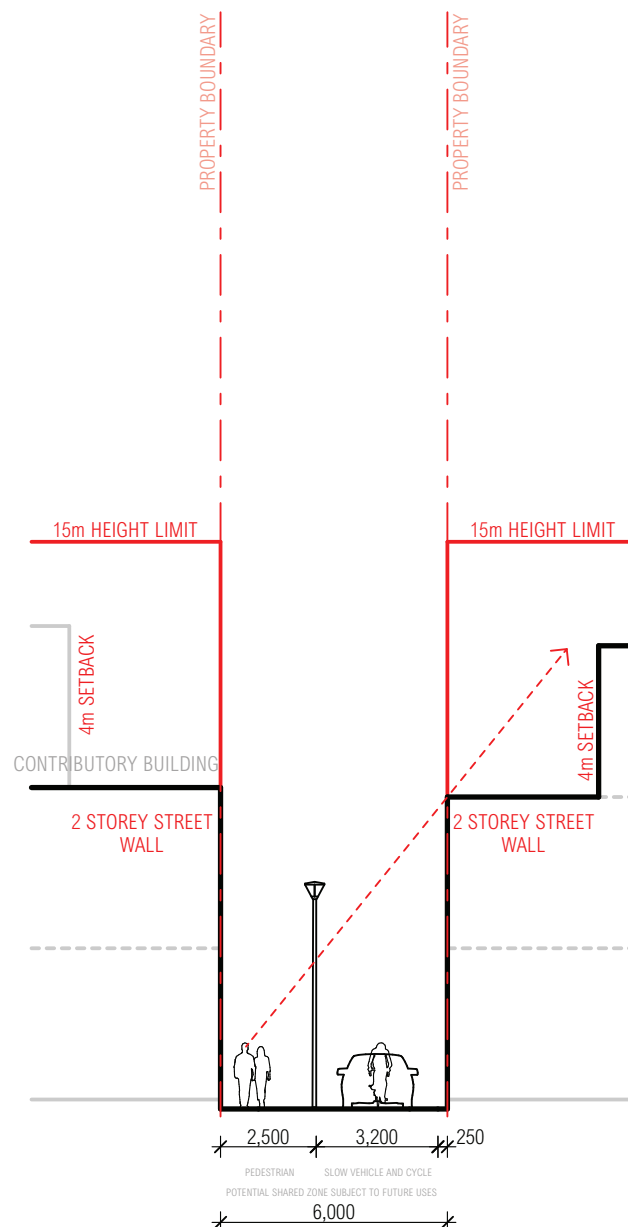 PROPERTY BOUNDARY
PROPERTY BOUNDARY
15m HEIGHT LIMIT
15m HEIGHT LIMIT
4m SETBACK
4m SETBACK
CONTRIBUTORY BUILDING
2 STOREY STREET
WALL
2 STOREY STREET
WALL
2,500
3,200
250
PEDESTRIAN
SLOW VEHICLE AND CYCLE
POTENTIAL SHARED ZONE SUBJECT TO FUTURE USES
6,000